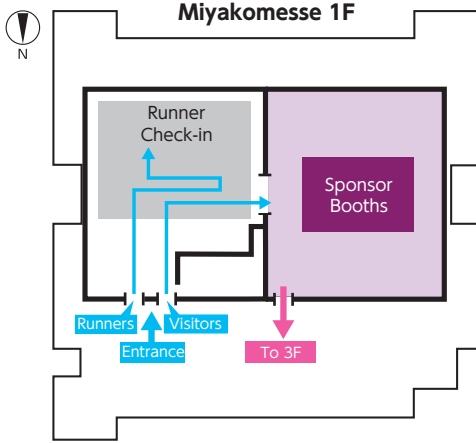 Miyakomesse 1F
N
Runner
Check-in
Sponsor
Booths
Runners
Visitors
Entrance
To 3F